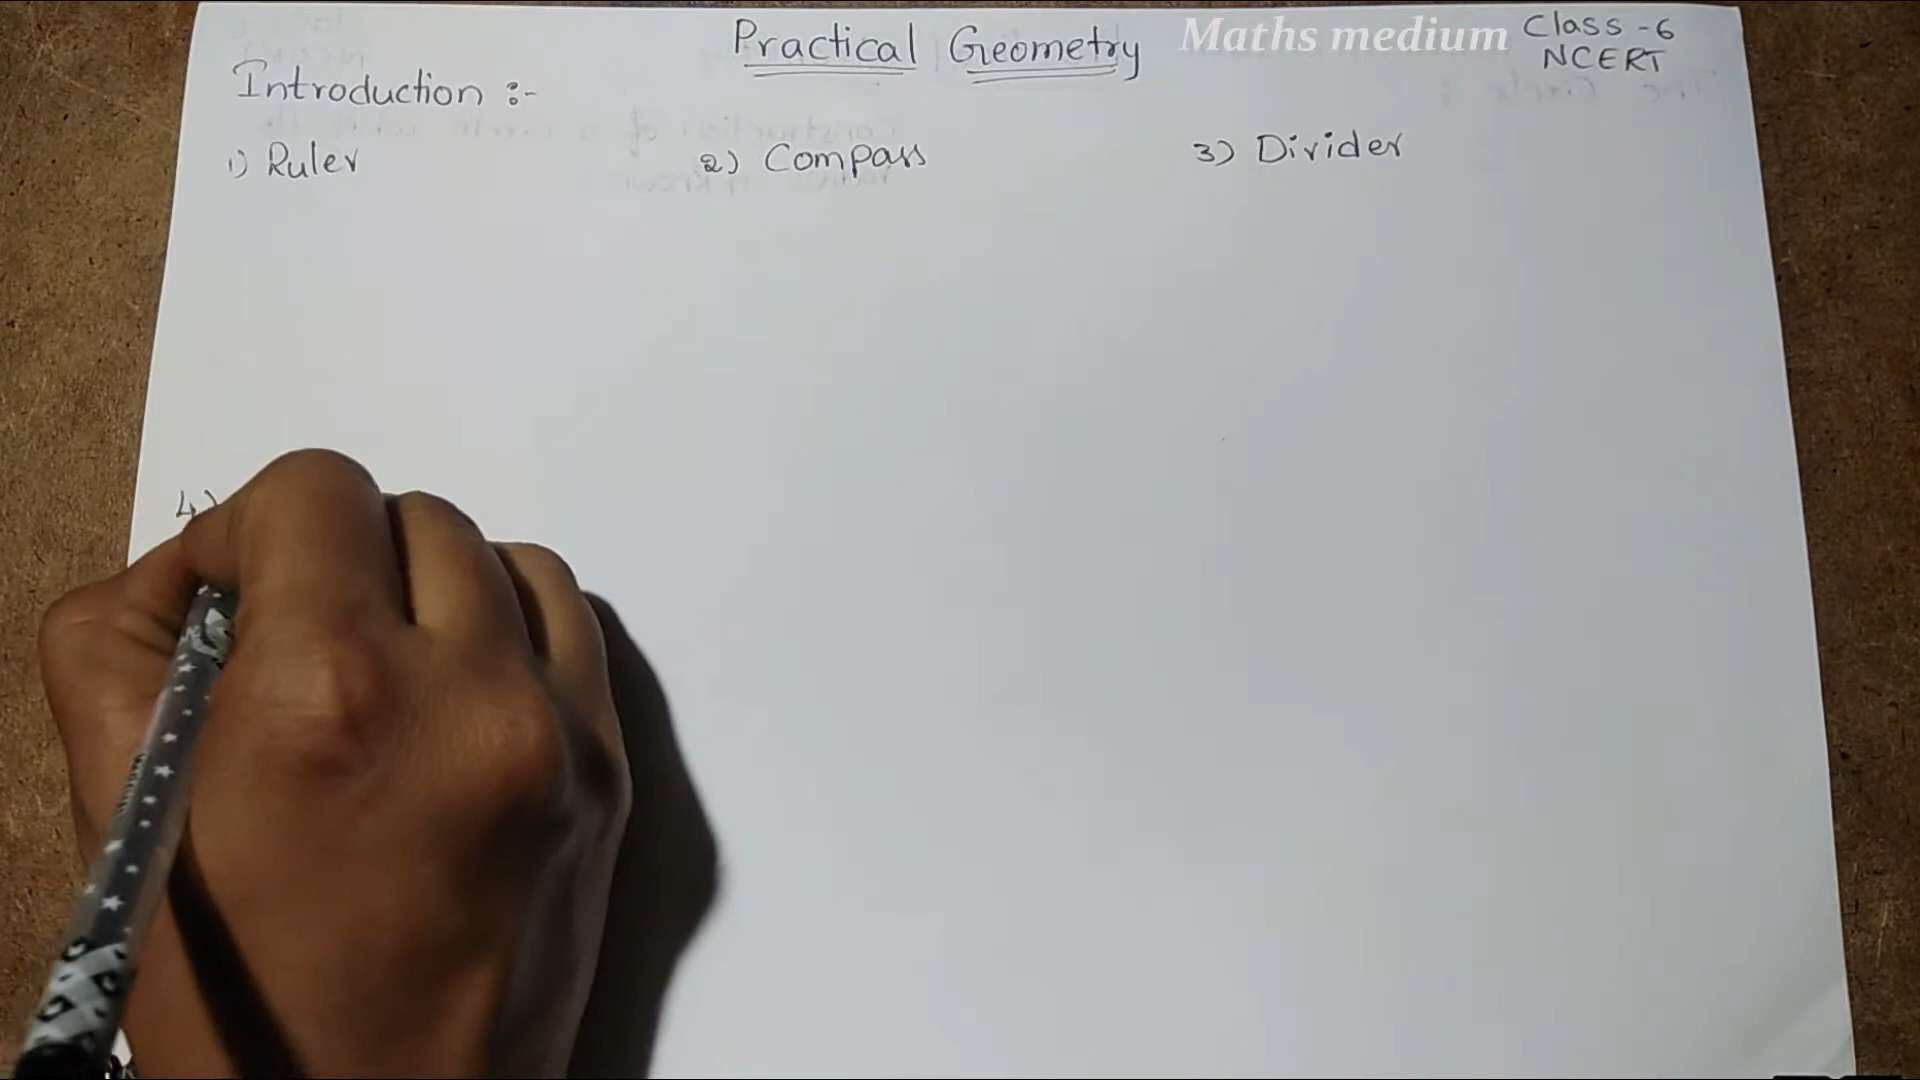 Practical Geometry
Maths medium
Class -6
NCERT
Introduction :-
1) Ruler
2) Compass
3) Divider
4)